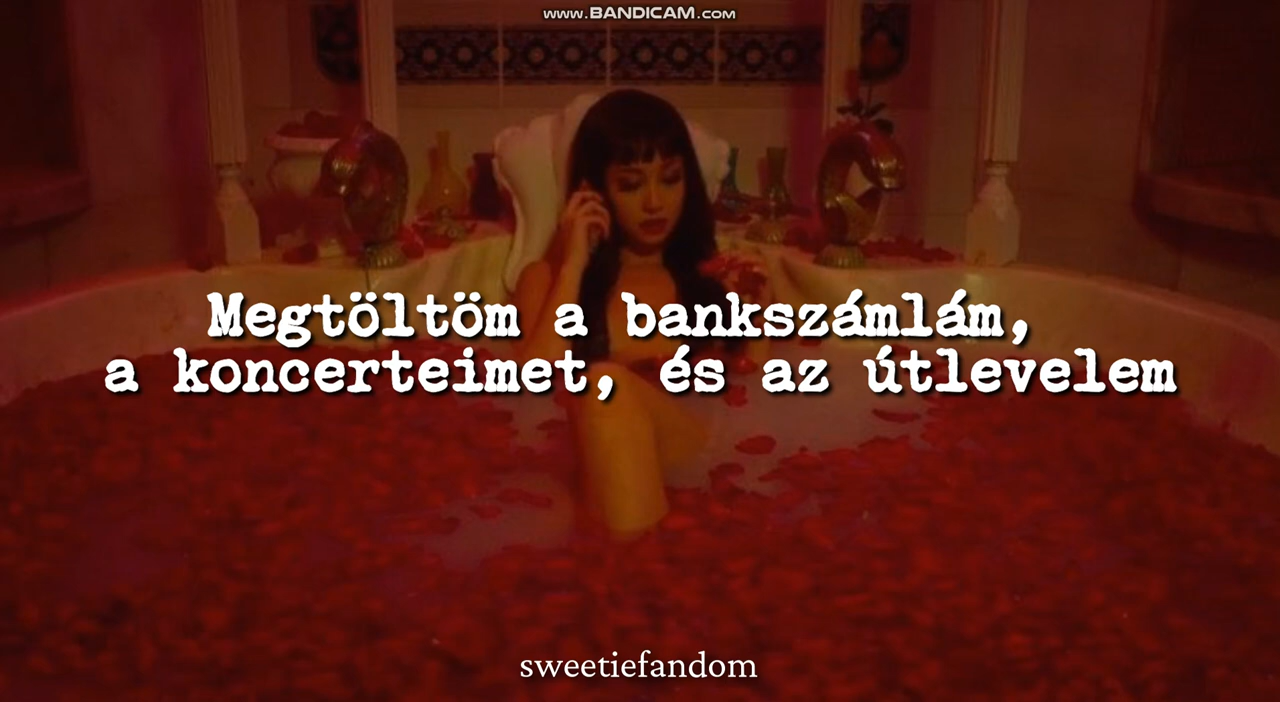 www.BANDICAM.com
Megtöltöm a bankszámlám,
a koncerteimet, és az útlevelem
sweetiefandom